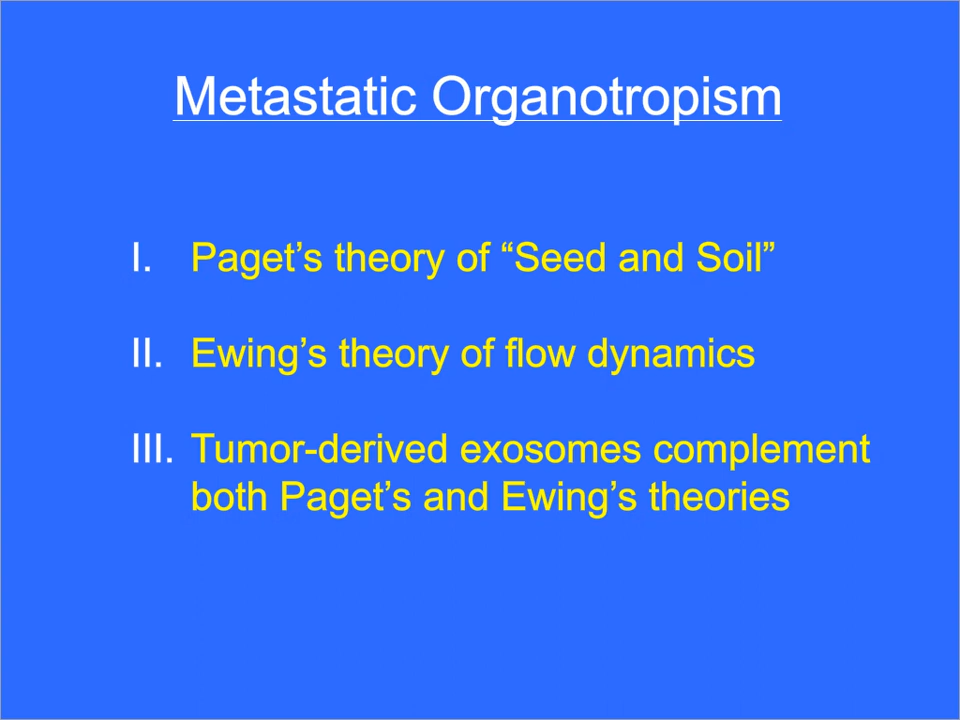 Metastatic Organotropism
I. Paget’s theory of “Seed and Soil”
II. Ewing’s theory of flow dynamics
III. Tumor-derived exosomes complement
both Paget’s and Ewing’s theories